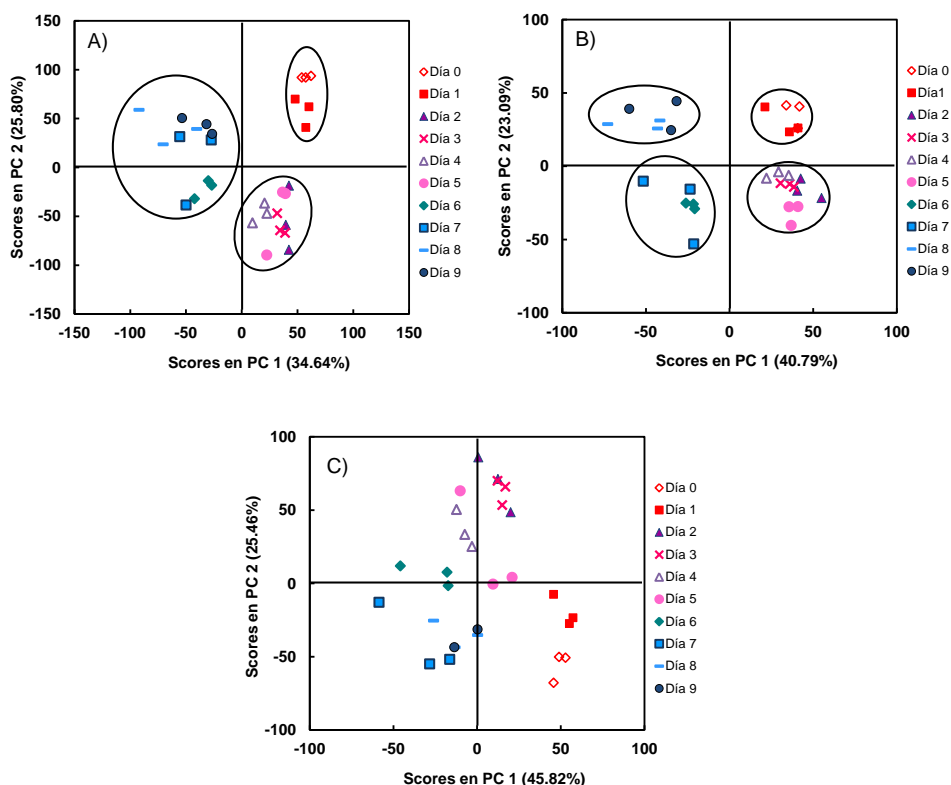 A)
150
100
50
0
-50
-100
-150
-150
-100
-50
0
50
100
150
Scores en PC 2 (25.80%)
Scores en PC 1 (34.64%)
Día 0
Día 1
Día 2
Día 3
Día 4
Día 5
Día 6
Día 7
Día 8
Día 9
B)
100
50
0
-50
-100
-100
-50
0
50
100
Scores en PC 2 (23.09%)
Scores en PC 1 (40.79%)
Día 0
Día1
Día 2
Día 3
Día 4
Día 5
Día 6
Día 7
Día 8
Día 9
C)
100
50
0
-50
-100
-100
-50
0
50
100
Scores en PC 2 (25.46%)
Scores en PC 1 (45.82%)
Día 0
Día 1
Día 2
Día 3
Día 4
Día 5
Día 6
Día 7
Día 8
Día 9